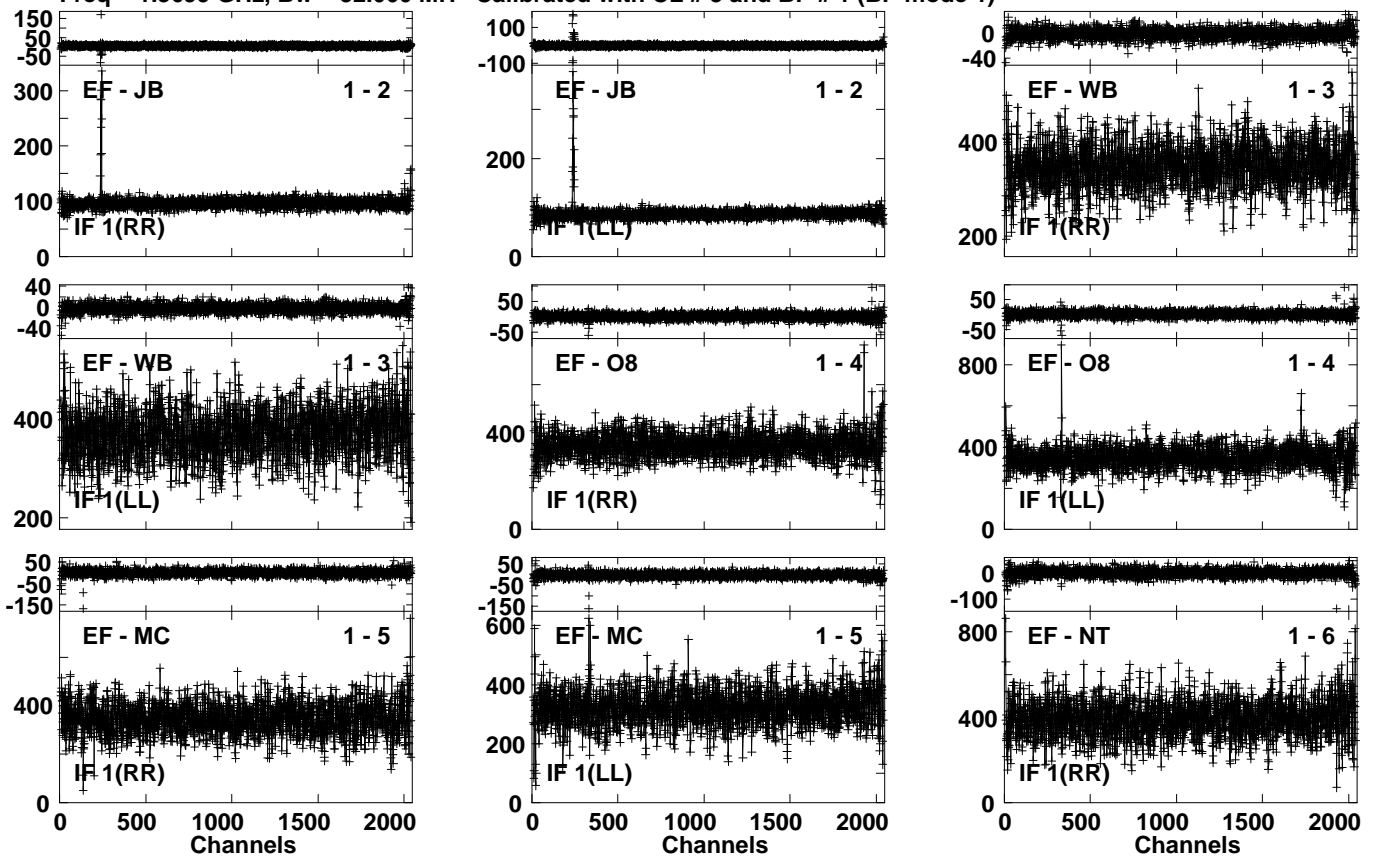 150
50
-50
300
200
100
0
EF - JB 1 - 2
IF 1(RR)
100
-100
200
0
EF - JB 1 - 2
IF 1(LL)
0
-40
400
200
EF - WB 1 - 3
IF 1(RR)
40
0
-40
400
200
EF - WB 1 - 3
IF 1(LL)
50
-50
400
0
EF - O8 1 - 4
IF 1(RR)
50
-50
800
400
0
EF - O8 1 - 4
IF 1(LL)
50
-50
-150
400
0
EF - MC 1 - 5
IF 1(RR)
0 500 1000 1500 2000
Channels
50
-50
-150
600
400
200
0
EF - MC 1 - 5
IF 1(LL)
0 500 1000 1500 2000
Channels
0
-100
800
400
0
EF - NT 1 - 6
IF 1(RR)
0 500 1000 1500 2000
Channels